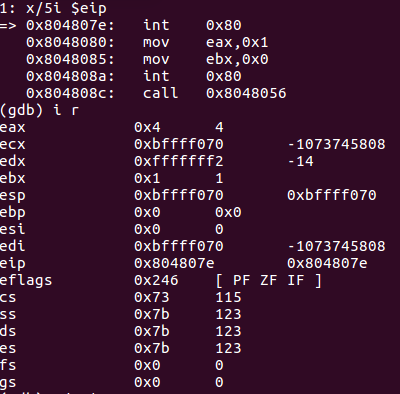 1: x/5i $eip
=> 0x804807e: int 0x80
0x8048080: mov eax,0x1
0x8048085: mov ebx,0x0
0x804808a: int 0x80
0x804808c: call 0x8048056
(gdb) i r
eax 0x4 4
ecx 0xbffff070 -1073745808
edx 0xfffffff2 -14
ebx 0x1 1
esp 0xbffff070 0xbffff070
ebp 0x0 0x0
esi 0x0 0
edi 0xbffff070 -1073745808
eip 0x804807e 0x804807e
eflags 0x246 [ PF ZF IF ]
cs 0x73 115
ss 0x7b 123
ds 0x7b 123
es 0x7b 123
fs 0x0 0
gs 0x0 0